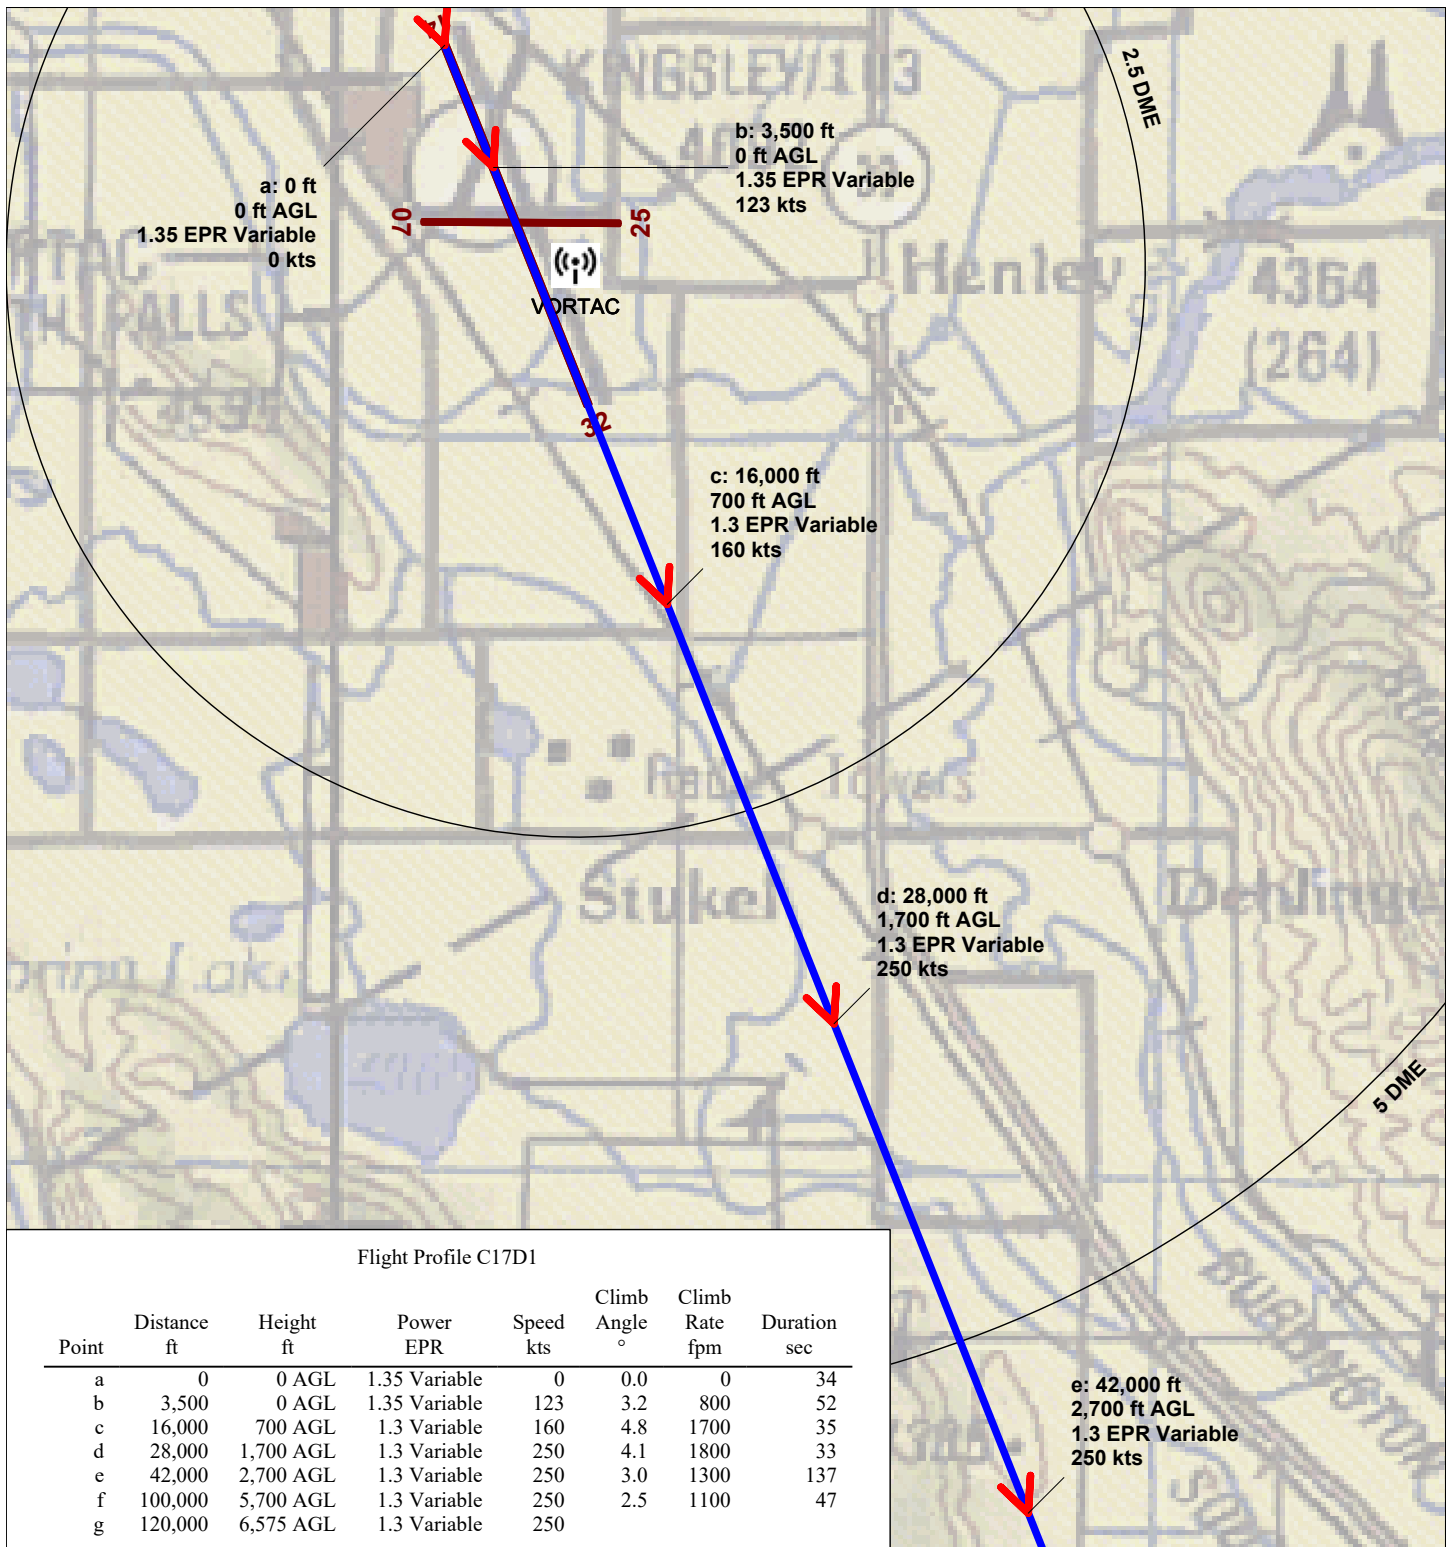 KINGSLEY/1 3
2.5 DME
b: 3,500 ft
0 ft AGL
1.35 EPR Variable
123 kts
39
a: 0 ft
0 ft AGL
1.35 EPR Variable
0 kts
07
25
VORTAC
Henley
4364
(264)
ALLS
32
c: 16,000 ft
700 ft AGL
1.3 EPR Variable
160 kts
Towers
Stukel
d: 28,000 ft
1,700 ft AGL
1.3 EPR Variable
250 kts
5 DME
e: 42,000 ft
2,700 ft AGL
1.3 EPR Variable
250 kts
Flight Profile C17D1
Point Distance ft Height ft Power EPR Speed kts Climb Angle ° Climb Rate fpm Duration sec
a 0 0 AGL 1.35 Variable 0 0.0 0 34
b 3,500 0 AGL 1.35 Variable 123 3.2 800 52
c 16,000 700 AGL 1.3 Variable 160 4.8 1700 35
d 28,000 1,700 AGL 1.3 Variable 250 4.1 1800 33
e 42,000 2,700 AGL 1.3 Variable 250 3.0 1300 137
f 100,000 5,700 AGL 1.3 Variable 250 2.5 1100 47
g 120,000 6,575 AGL 1.3 Variable 250